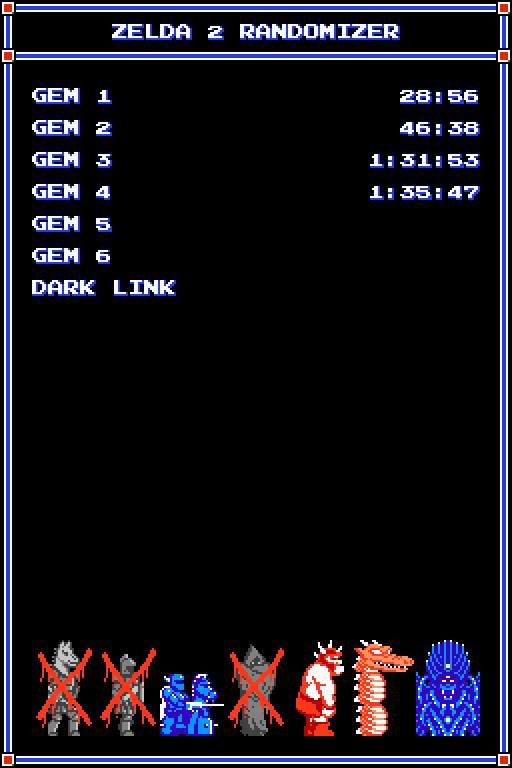 ZELDA 2 RANDOMIZER
GEM 1 28:56
GEM 2 46:38
GEM 3 1:31:53
GEM 4 1:35:47
GEM 5
GEM 6
DARK LINK